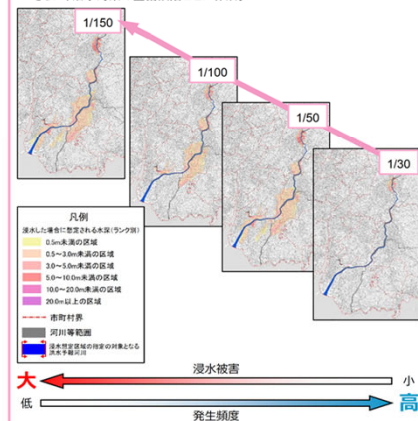 1/150
1/100
1/50
1/30
凡例
浸水した場合に想定される水深(ランク別)
0.5m未満の区域
0.5~3.0m未満の区域
3.0~5.0m未満の区域
5.0~10.0m未満の区域
10.0~20.0m未満の区域
20.0m以上の区域
市町村界
河川等範囲
浸水想定区域の指定の対象となる
洪水予報河川
浸水被害
大
小
低
高
発生頻度